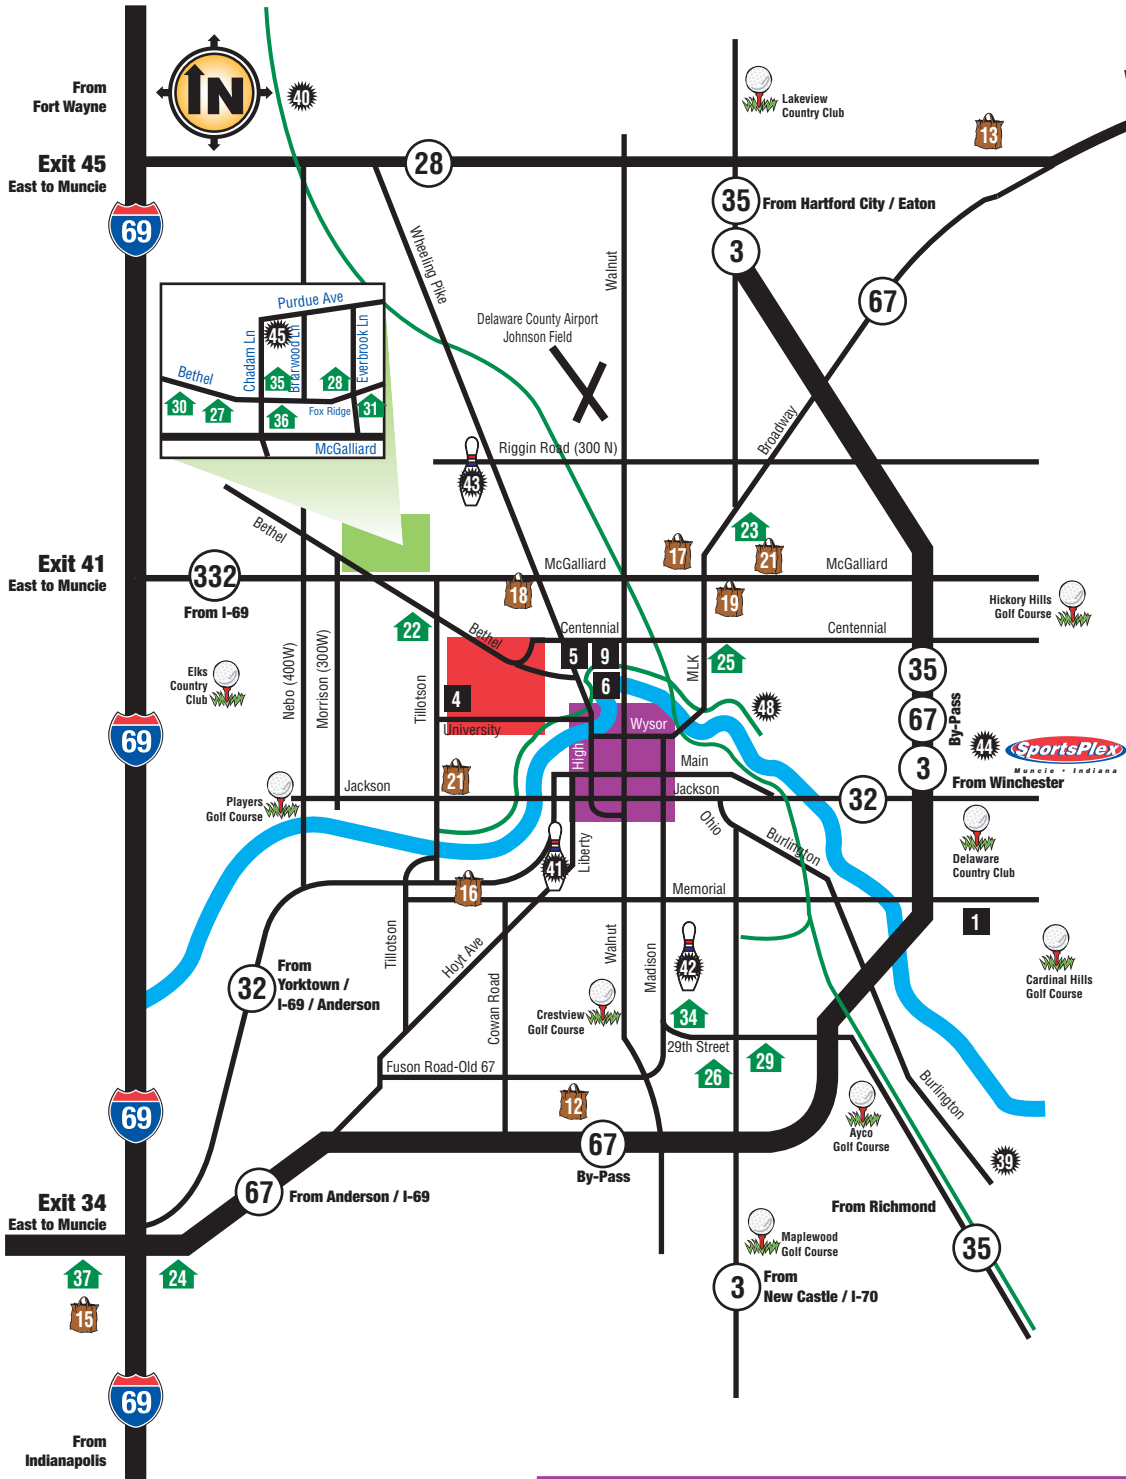 From
Fort Wayne
IN
40
Lakeview
Country Club
13
Exit 45
East to Muncie
28
69
35
From Hartford City / Eaton
3
67
Wheeling Pike
Walnut
Purdue Ave
45
Chadam Ln
Briarwood Ln
Everbrook Ln
Bethel
35
28
30
27
36
Fox Ridge
31
McGalliard
Delaware County Airport
Johnson Field
Broadway
Riggin Road (300 N)
43
Bethel
23
17
21
Exit 41
East to Muncie
332
From I-69
McGalliard
McGalliard
18
19
Hickory Hills
Golf Course
22
Bethel
Centennial
Centennial
5
9
25
MLK
Elks
Country
Club
Nebo (400W)
Morrison (300W)
Tillotson
4
6
35
48
67
By-Pass
University
High
Wysor
69
44
SportsPlex
Muncie • Indiana
3
From Winchester
Main
21
Jackson
Jackson
32
Players
Golf Course
Ohio
Burlington
Liberty
41
Delaware
Country Club
16
Memorial
1
Tillotson
Hoyt Ave
Walnut
Madison
42
Cardinal Hills
Golf Course
32
From
Yorktown /
I-69 / Anderson
Cowan Road
Crestview
Golf Course
34
29th Street
29
26
Fuson Road-Old 67
12
Burlington
69
Ayco
Golf Course
67
By-Pass
39
67
From Anderson / I-69
Exit 34
East to Muncie
From Richmond
35
Maplewood
Golf Course
37
24
15
3
From
New Castle / I-70
69
From
Indianapolis